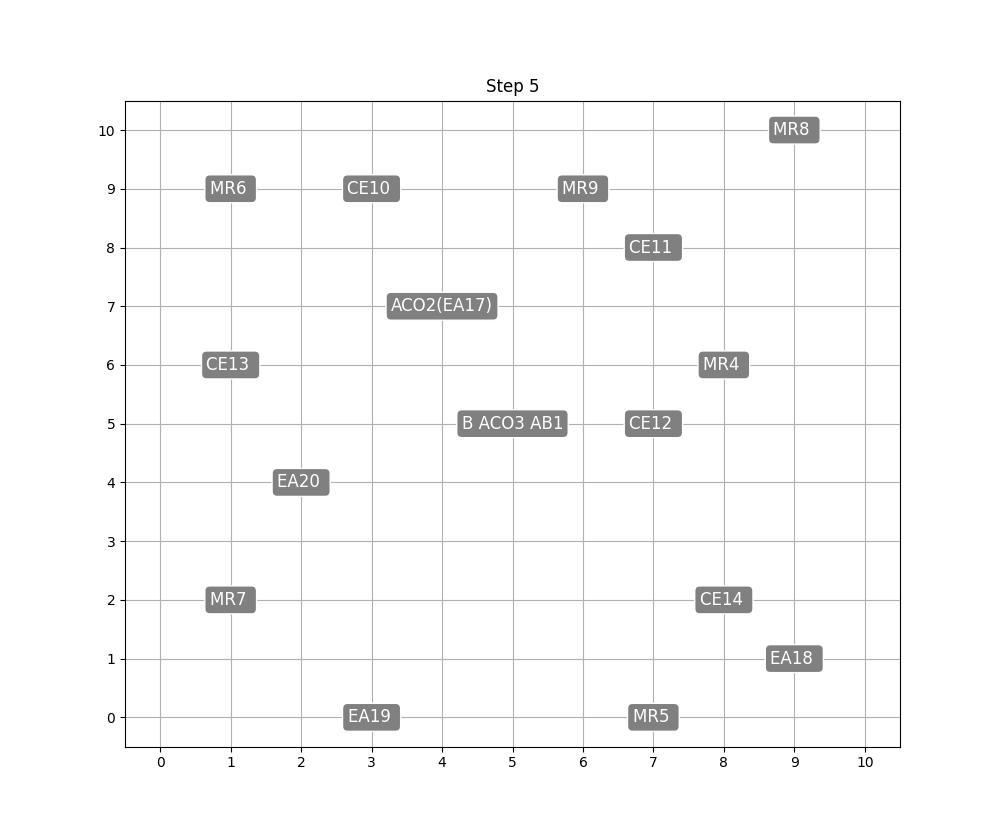 Step 5
10
MR8
9
MR6
CE10
MR9
8
CE11
7
ACO2(EA17)
6
CE13
MR4
5
B ACO3 AB1
CE12
4
EA20
3
2
MR7
CE14
1
EA18
0
EA19
MR5
0 1 2 3 4 5 6 7 8 9 10